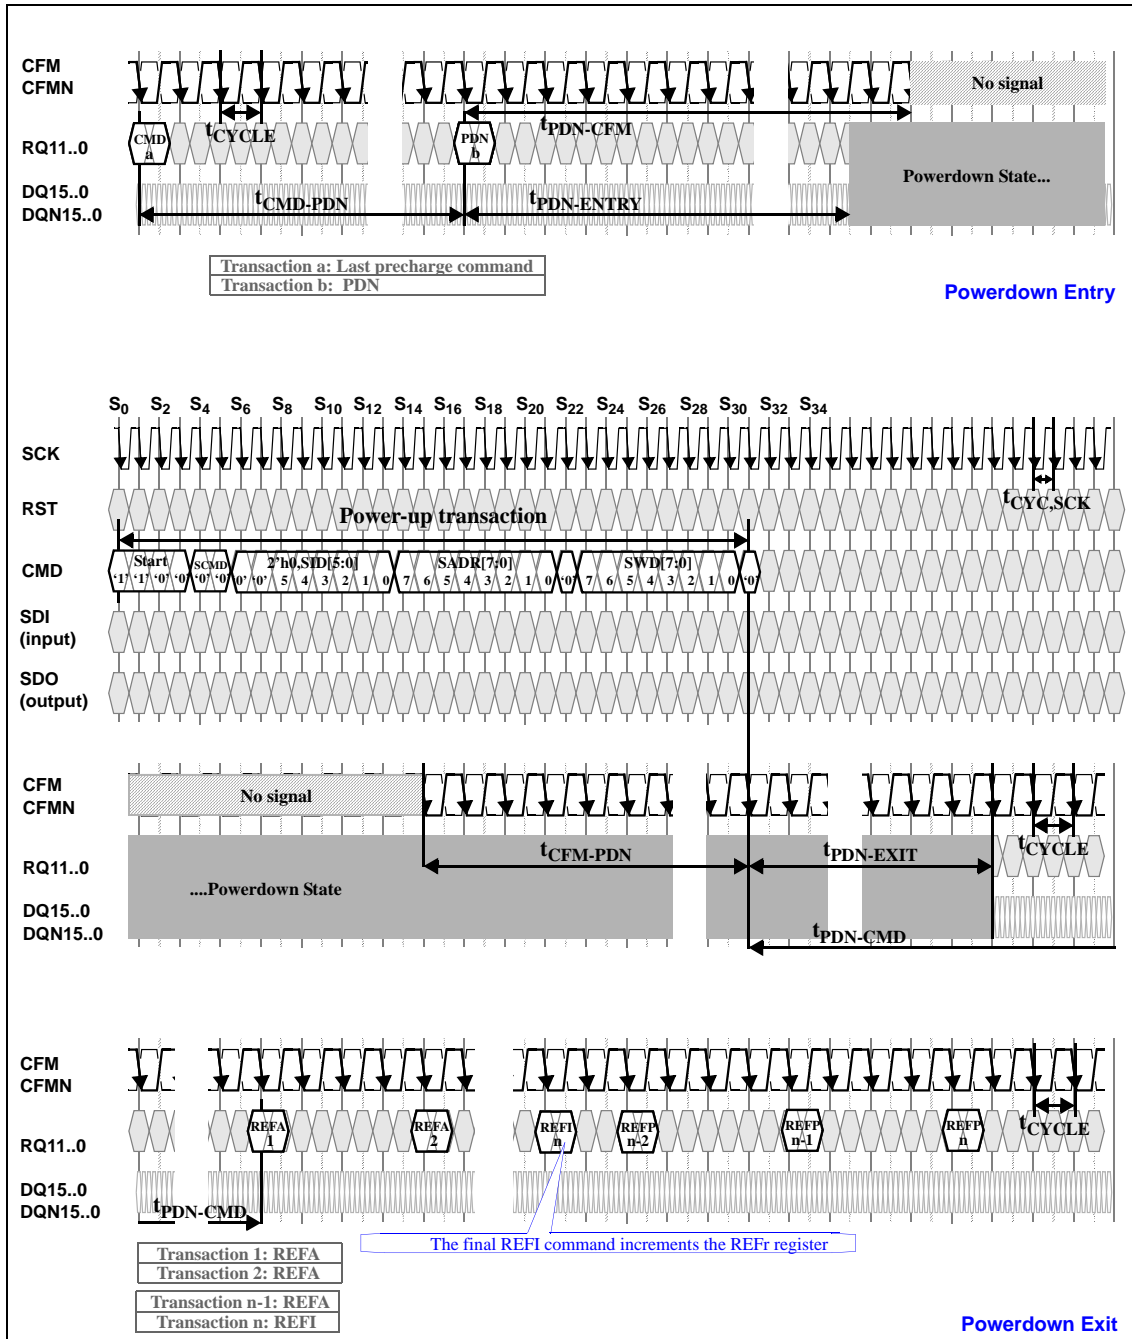 CFM
CFMN
No signal
tCYCLE
tPDN-CFM
RQ11..0
CMD
a
PDN
b
Powerdown State...
DQ15..0
DQN15..0
tCMD-PDN
tPDN-ENTRY
Transaction a: Last precharge command
Transaction b: PDN
Powerdown Entry
S0 S2 S4 S6 S8 S10 S12 S14 S16 S18 S20 S22 S24 S26 S28 S30 S32 S34
SCK
RST
tCYC,SCK
Power-up transaction
CMD
Start
SCMD
2'h0,SID[5:0]
SADR[7:0]
SWD[7:0]
‘1’ ‘1’ ‘0’ ‘0’ ‘0’ ‘0’ ‘0’ ‘0’ 5 4 3 2 1 0 7 6 5 4 3 2 1 0 ‘0’ 7 6 5 4 3 2 1 0 ‘0’
SDI
(input)
SDO
(output)
CFM
CFMN
No signal
tCFM-PDN
tPDN-EXIT
tCYCLE
RQ11..0
....Powerdown State
DQ15..0
DQN15..0
tPDN-CMD
CFM
CFMN
RQ11..0
REFA
1
REFA
2
REFI
n
REFP
n-2
REFP
n-1
REFP
n
tCYCLE
DQ15..0
DQN15..0
tPDN-CMD
The final REFI command increments the REFr register
Transaction 1: REFA
Transaction 2: REFA
Transaction n-1: REFA
Transaction n: REFI
Powerdown Exit